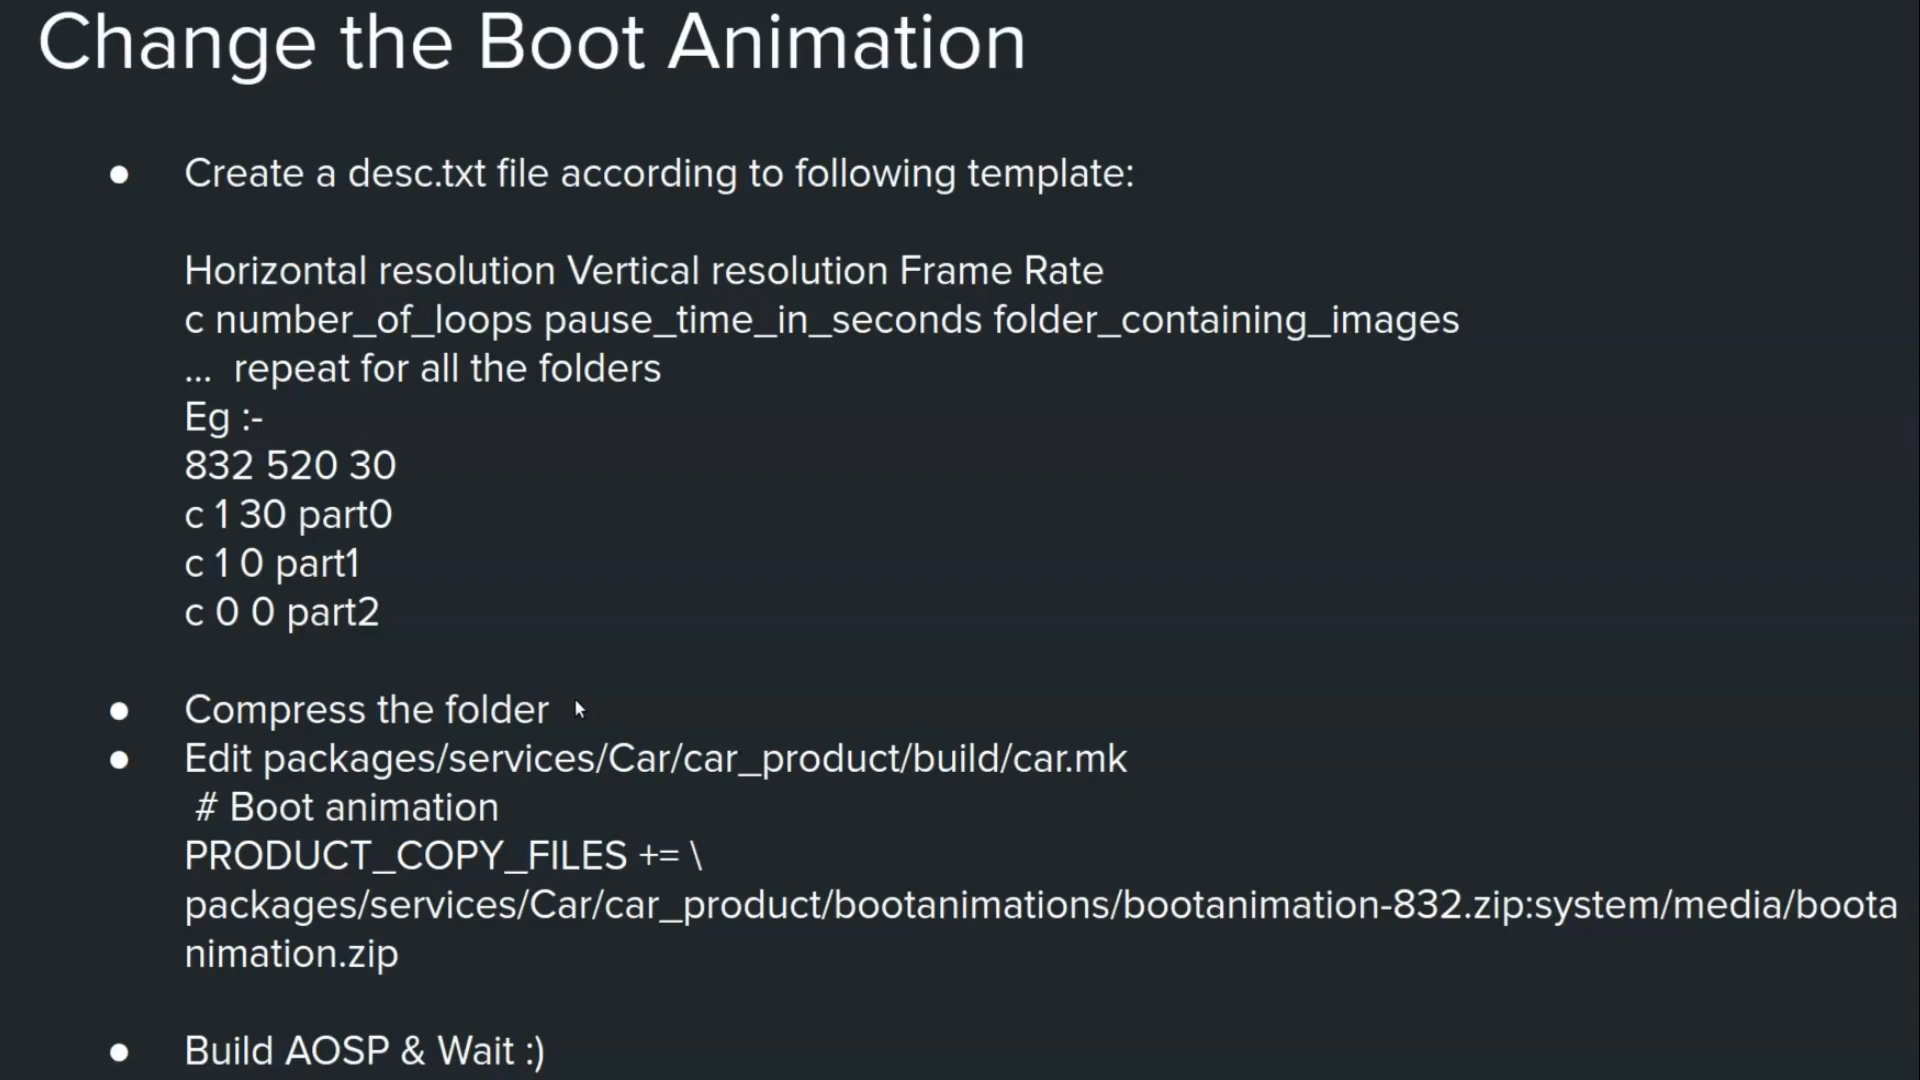 Change the Boot Animation
● Create a desc.txt file according to following template:
Horizontal resolution Vertical resolution Frame Rate
c number_of_loops pause_time_in_seconds folder_containing_images
... repeat for all the folders
Eg :-
832 520 30
c 1 30 part0
c 1 0 part1
c 0 0 part2
● Compress the folder
● Edit packages/services/Car/car_product/build/car.mk
# Boot animation
PRODUCT_COPY_FILES += \
packages/services/Car/car_product/bootanimations/bootanimation-832.zip:system/media/boota
nimation.zip
● Build AOSP & Wait :)